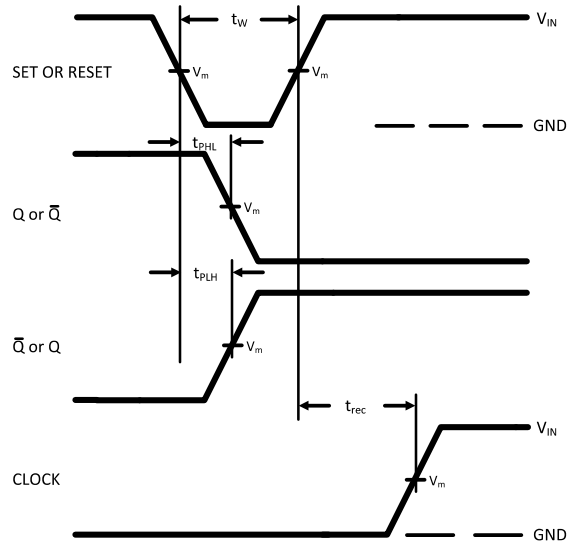 tW
VIN
SET OR RESET
Vm
Vm
GND
tPHL
Q or Q̅
Vm
tPLH
Q̅ or Q
Vm
trec
VIN
CLOCK
Vm
GND